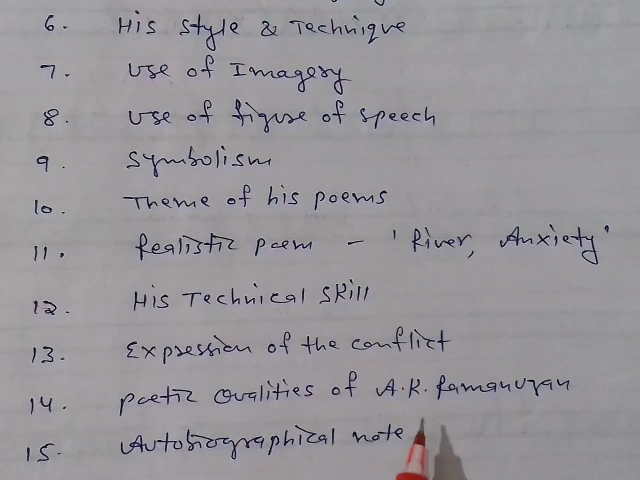 6. His style & Technique
7. Use of Imagery
8. Use of figure of speech
9. Symbolism
10. Theme of his poems
11. Realistic poem - 'River, Anxiety'
12. His Technical Skill
13. Expression of the conflict
14. Poetic Qualities of A.K. Ramanuzan
15. Autobiographical note